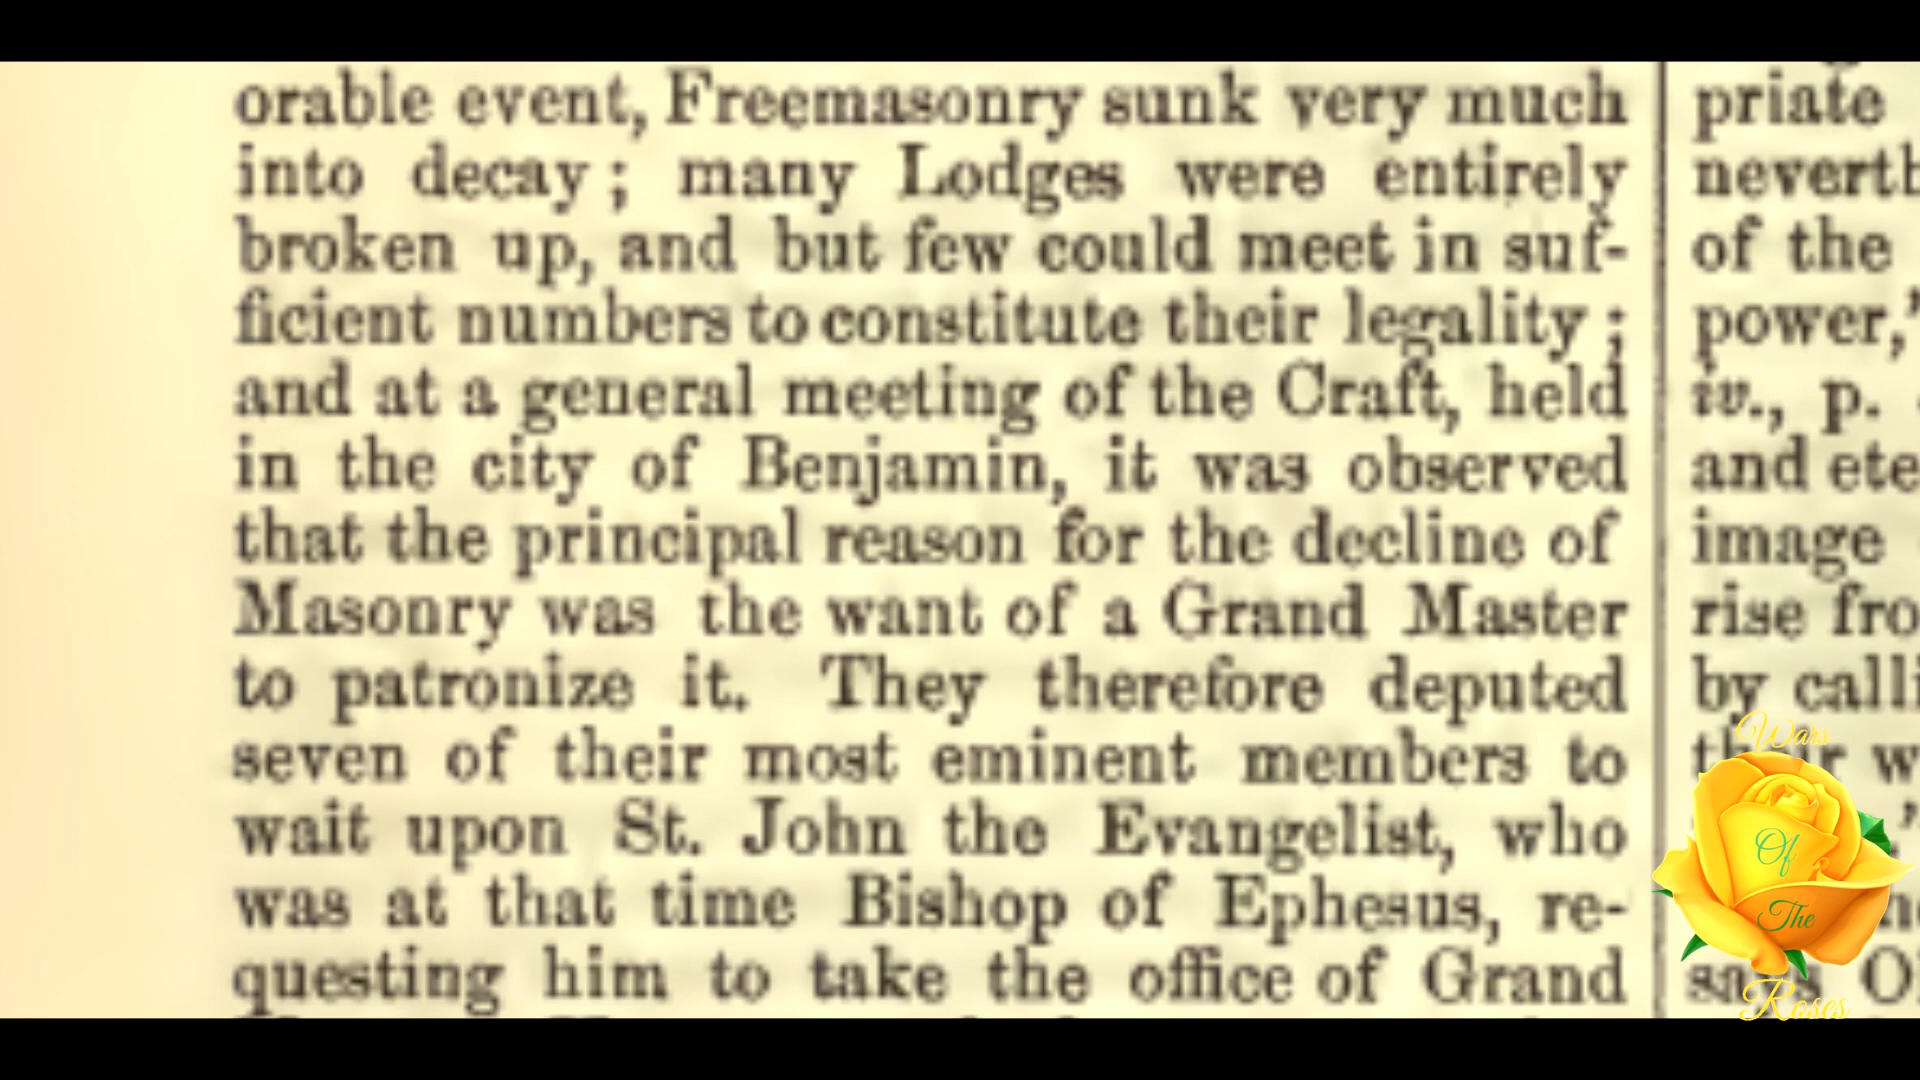 orable event, Freemasonry sunk very much
into decay; many Lodges were entirely
broken up, and but few could meet in suf-
ficient numbers to constitute their legality;
and at a general meeting of the Craft, held
in the city of Benjamin, it was observed
that the principal reason for the decline of
Masonry was the want of a Grand Master
to patronize it. They therefore deputed
seven of their most eminent members to
wait upon St. John the Evangelist, who
was at that time Bishop of Ephesus, re-
questing him to take the office of Grand
priate
neverth
of the
power,"
iv., p.
and ete
image
rise fro
by calli
w
Wars
Of
The
Roses